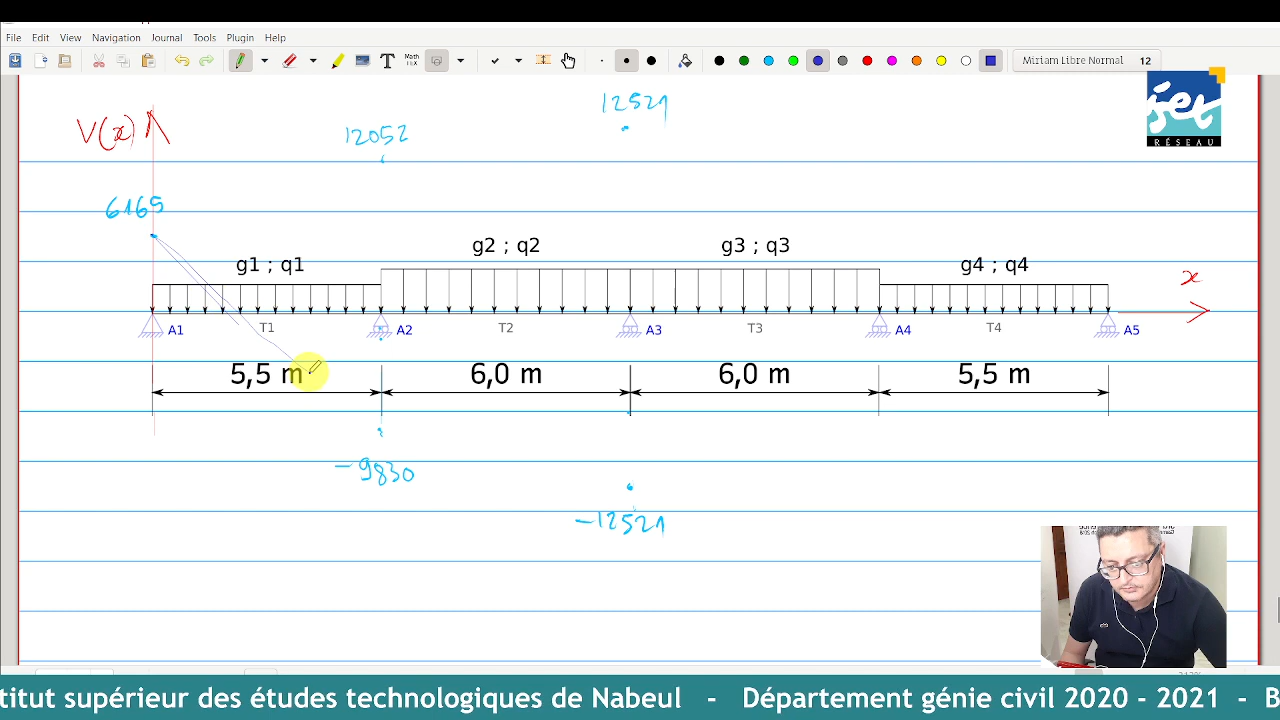 File Edit View Navigation Journal Tools Plugin Help
Math
Miriam Libre Normal 12
iset
RÉSEAU
12521
V(x)
12052
6165
g2 ; q2 g3 ; q3
g1 ; q1 g4 ; q4
x
A1 T1 A2 T2 A3 T3 A4 T4 A5
5,5 m 6,0 m 6,0 m 5,5 m
-9830
-12521
titut supérieur des études technologiques de Nabeul - Département génie civil 2020 - 2021 - B